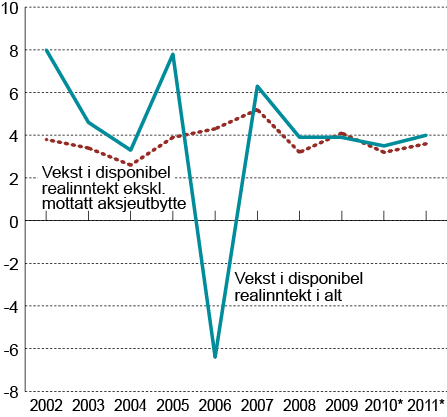 10
8
6
4
2
0
-2
-4
-6
-8
Vekst i disponibel
realinntekt ekskl.
mottatt aksjeutbytte
Vekst i disponibel
realinntekt i alt
2002 2003 2004 2005 2006 2007 2008 2009 2010* 2011*